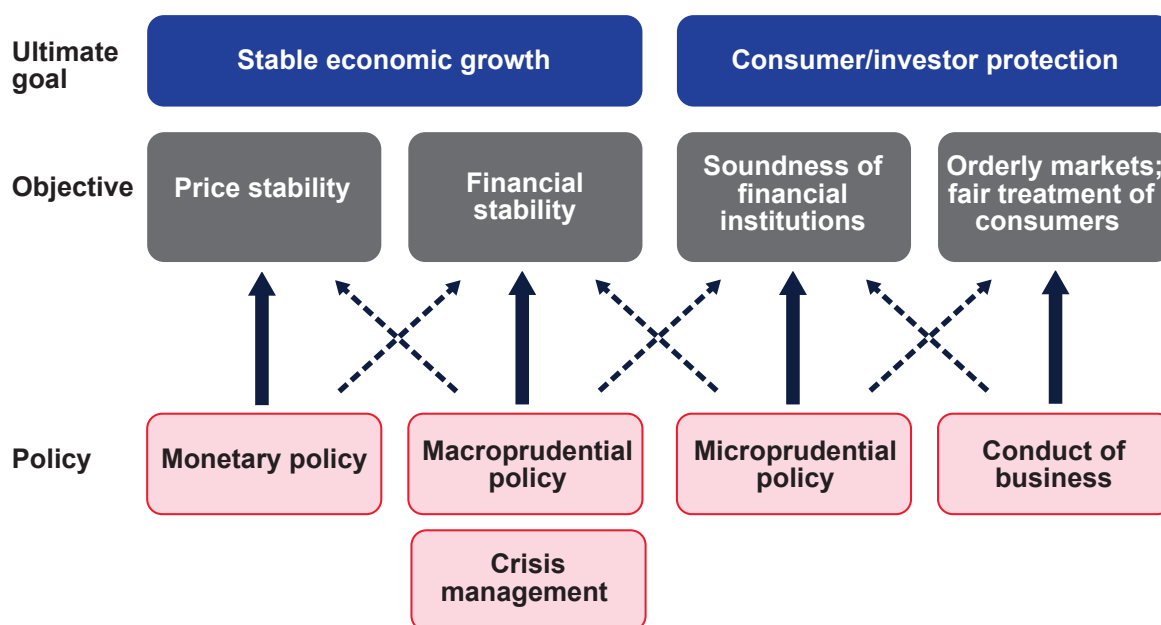 Ultimate
goal
Stable economic growth
Consumer/investor protection
Objective
Price stability
Financial
stability
Soundness of
financial
institutions
Orderly markets;
fair treatment of
consumers
Policy
Monetary policy
Macroprudential
policy
Microprudential
policy
Conduct of
business
Crisis
management